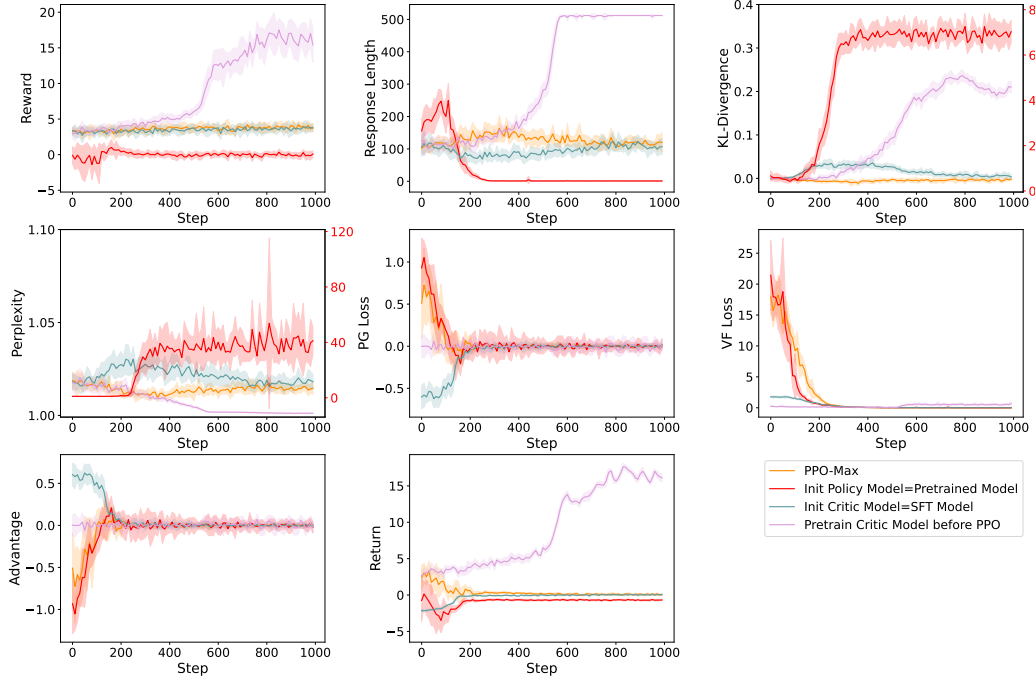 20
15
10
5
0
−5
Reward
0 200 400 600 800 1000
Step
500
400
300
200
100
0
Response Length
0 200 400 600 800 1000
Step
0.4
0.3
0.2
0.1
0.0
KL-Divergence
8
6
4
2
0
0 200 400 600 800 1000
Step
1.10
1.05
1.00
Perplexity
120
80
40
0
0 200 400 600 800 1000
Step
1.0
0.5
0.0
−0.5
PG Loss
0 200 400 600 800 1000
Step
25
20
15
10
5
0
VF Loss
0 200 400 600 800 1000
Step
0.5
0.0
−0.5
−1.0
Advantage
0 200 400 600 800 1000
Step
15
10
5
0
−5
Return
0 200 400 600 800 1000
Step
PPO-Max
Init Policy Model=Pretrained Model
Init Critic Model=SFT Model
Pretrain Critic Model before PPO